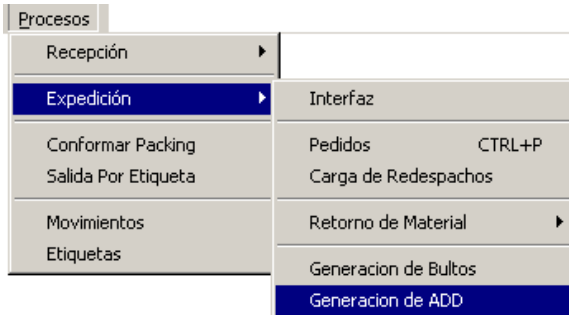 Procesos
Recepción
Expedición
Conformar Packing
Salida Por Etiqueta
Movimientos
Etiquetas
Interfaz
Pedidos CTRL+P
Carga de Redespachos
Retorno de Material
Generacion de Bultos
Generacion de ADD